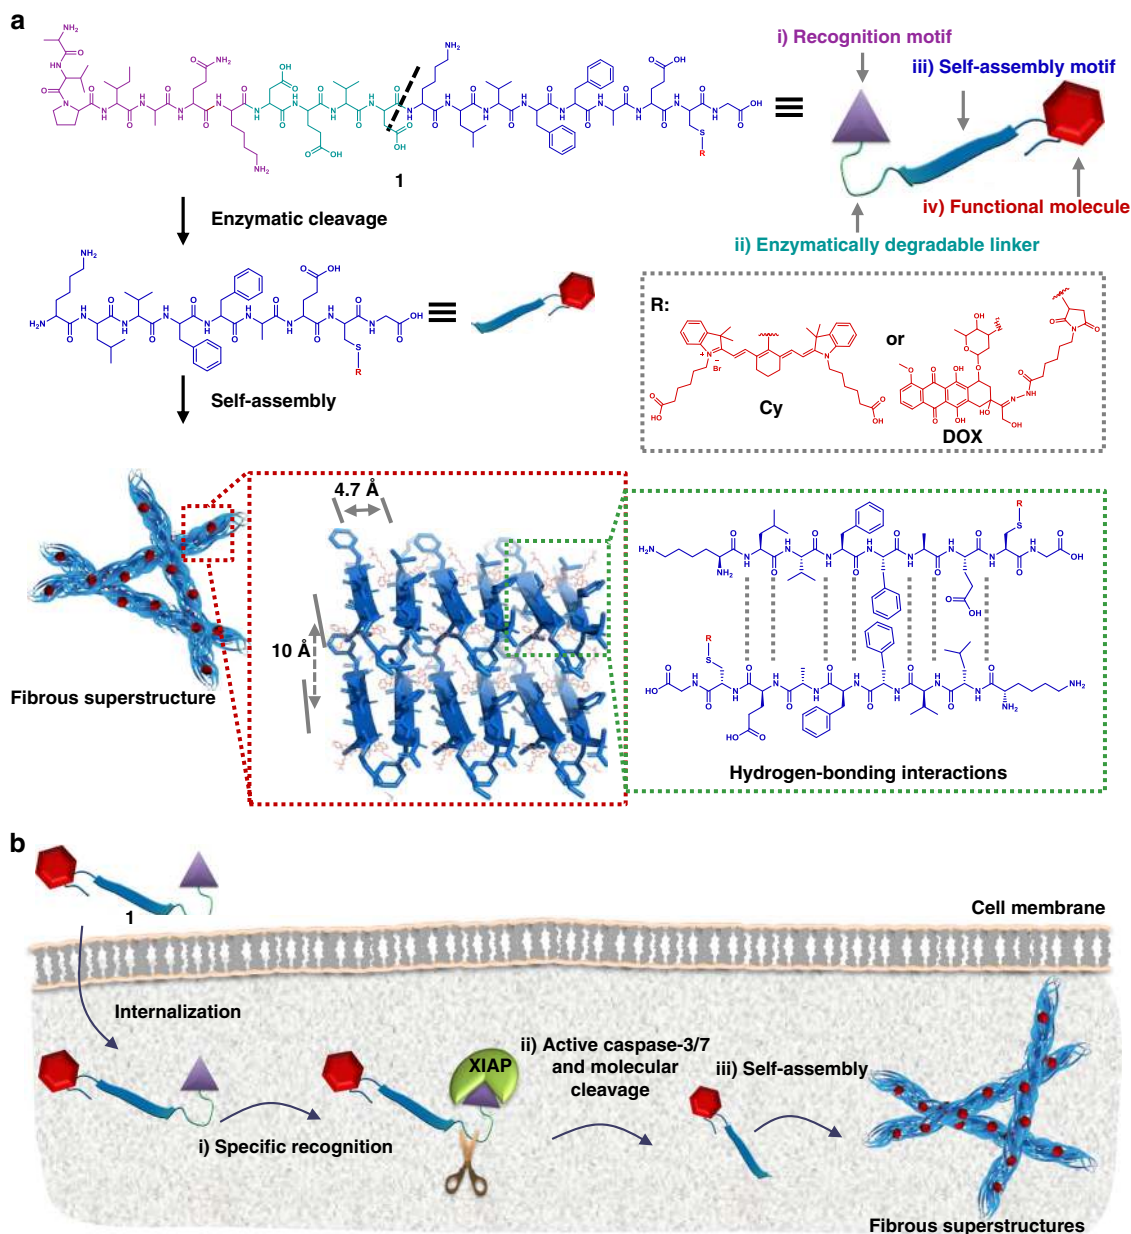 a
i) Recognition motif
iii) Self-assembly motif
1
iv) Functional molecule
ii) Enzymatically degradable linker
Enzymatic cleavage
R:
or
Cy
DOX
Self-assembly
4.7 Å
10 Å
Fibrous superstructure
Hydrogen-bonding interactions
b
1
Cell membrane
Internalization
XIAP
ii) Active caspase-3/7
and molecular
cleavage
iii) Self-assembly
i) Specific recognition
Fibrous superstructures